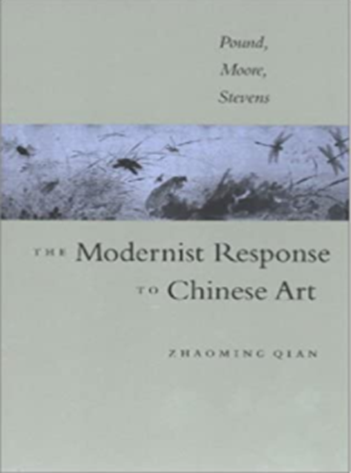 Pound,
Moore,
Stevens
THE Modernist Response
TO Chinese Art
ZHAOMING QIAN